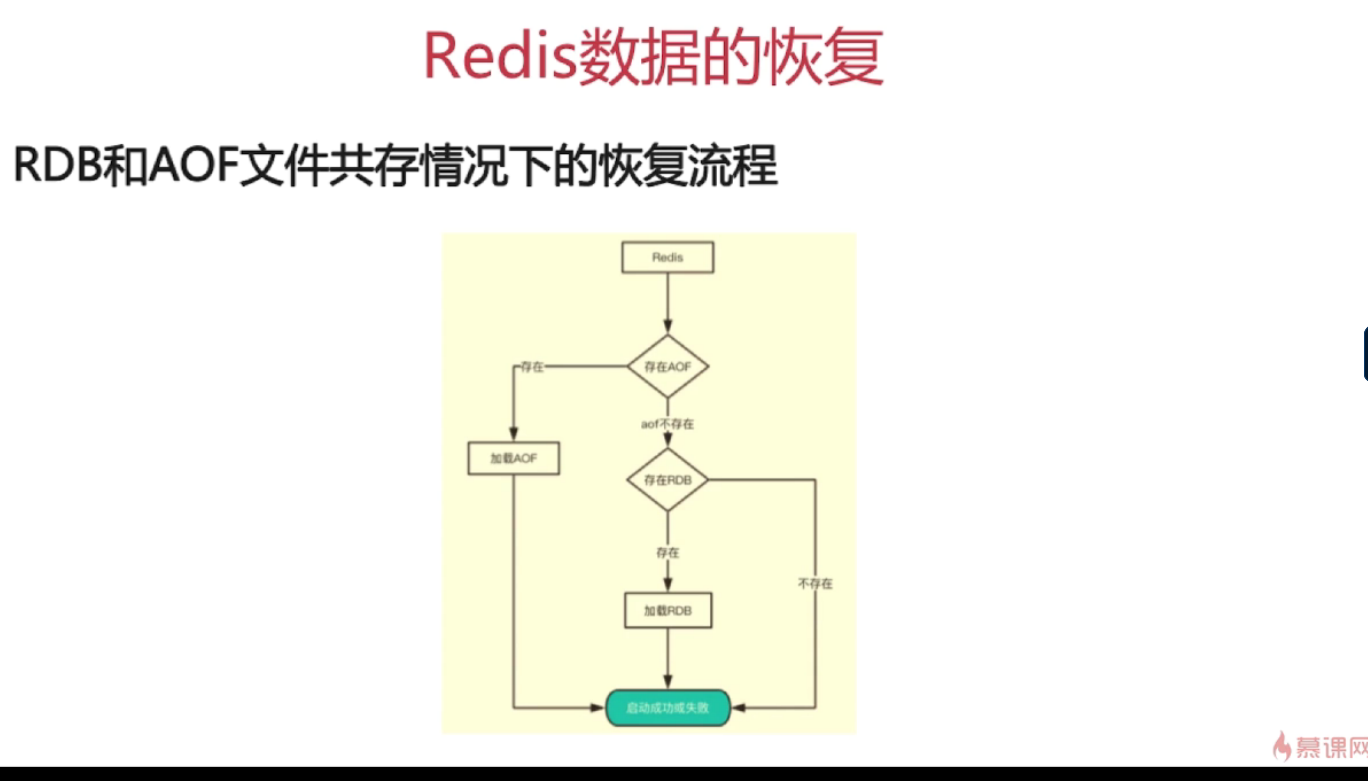 Redis数据的恢复
RDB和AOF文件共存情况下的恢复流程
Redis
存在AOF
存在
aof不存在
加载AOF
存在RDB
存在
不存在
加载RDB
启动成功或失败
慕课网